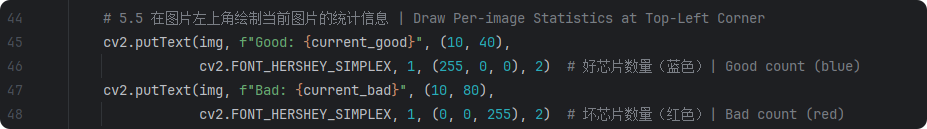 44 # 5.5 在图片左上角绘制当前图片的统计信息 | Draw Per-image Statistics at Top-Left Corner
45 cv2.putText(img, f"Good: {current_good}", (10, 40),
46 cv2.FONT_HERSHEY_SIMPLEX, 1, (255, 0, 0), 2)  # 好芯片数量（蓝色）| Good count (blue)
47 cv2.putText(img, f"Bad: {current_bad}", (10, 80),
48 cv2.FONT_HERSHEY_SIMPLEX, 1, (0, 0, 255), 2)  # 坏芯片数量（红色）| Bad count (red)